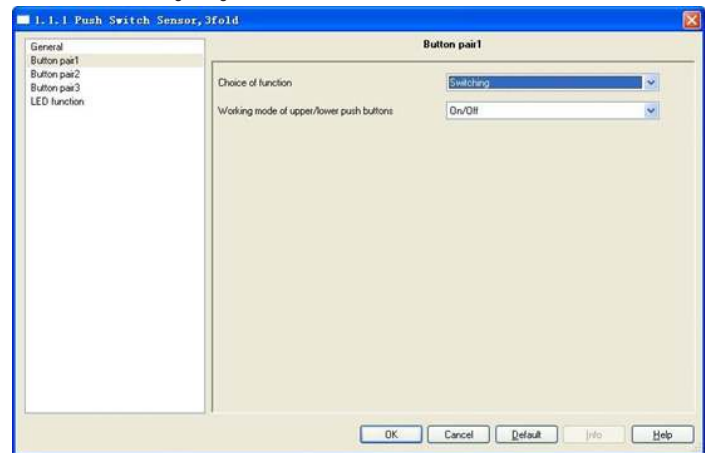 1.1.1 Push Switch Sensor,3fold
General
Button pair1
Button pair2
Button pair3
LED function
Button pair1
Choice of function
Switching
Working mode of upper/lower push buttons
On/Off
OK
Cancel
Default
Info
Help